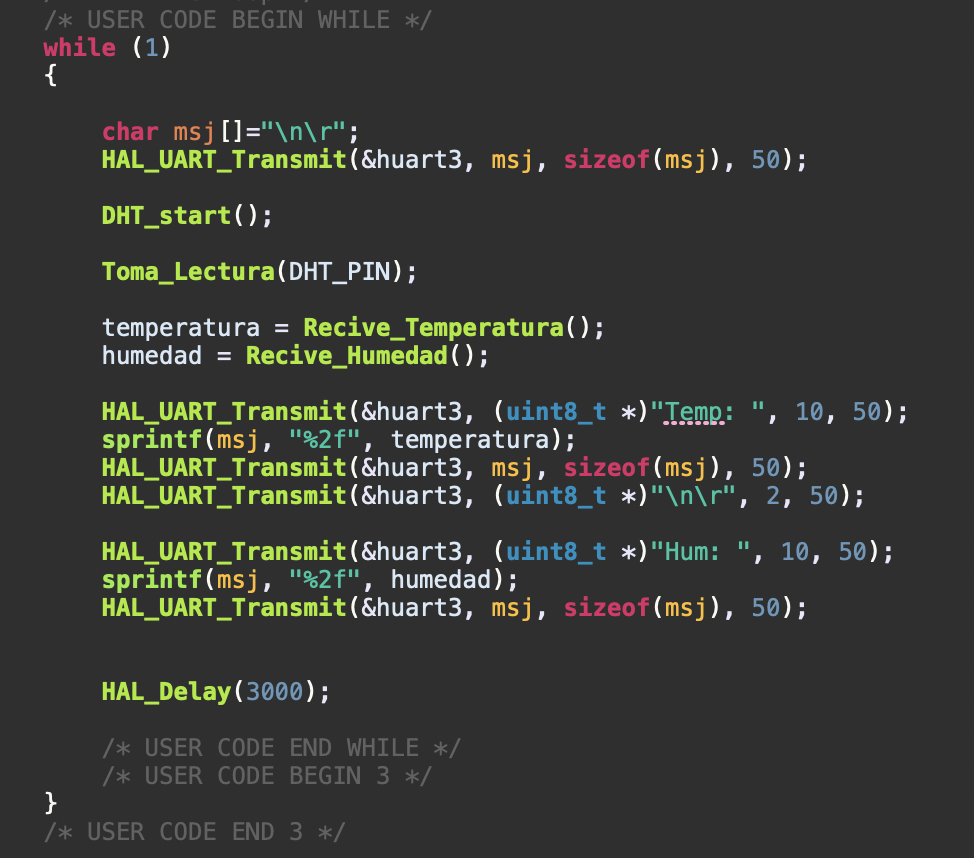 /* USER CODE BEGIN WHILE */
while (1)
{
char msj[]="\n\r";
HAL_UART_Transmit(&huart3, msj, sizeof(msj), 50);
DHT_start();
Toma_Lectura(DHT_PIN);
temperatura = Recive_Temperatura();
humedad = Recive_Humedad();
HAL_UART_Transmit(&huart3, (uint8_t *)"Temp: ", 10, 50);
sprintf(msj, "%2f", temperatura);
HAL_UART_Transmit(&huart3, msj, sizeof(msj), 50);
HAL_UART_Transmit(&huart3, (uint8_t *)"\n\r", 2, 50);
HAL_UART_Transmit(&huart3, (uint8_t *)"Hum: ", 10, 50);
sprintf(msj, "%2f", humedad);
HAL_UART_Transmit(&huart3, msj, sizeof(msj), 50);
HAL_Delay(3000);
/* USER CODE END WHILE */
/* USER CODE BEGIN 3 */
}
/* USER CODE END 3 */